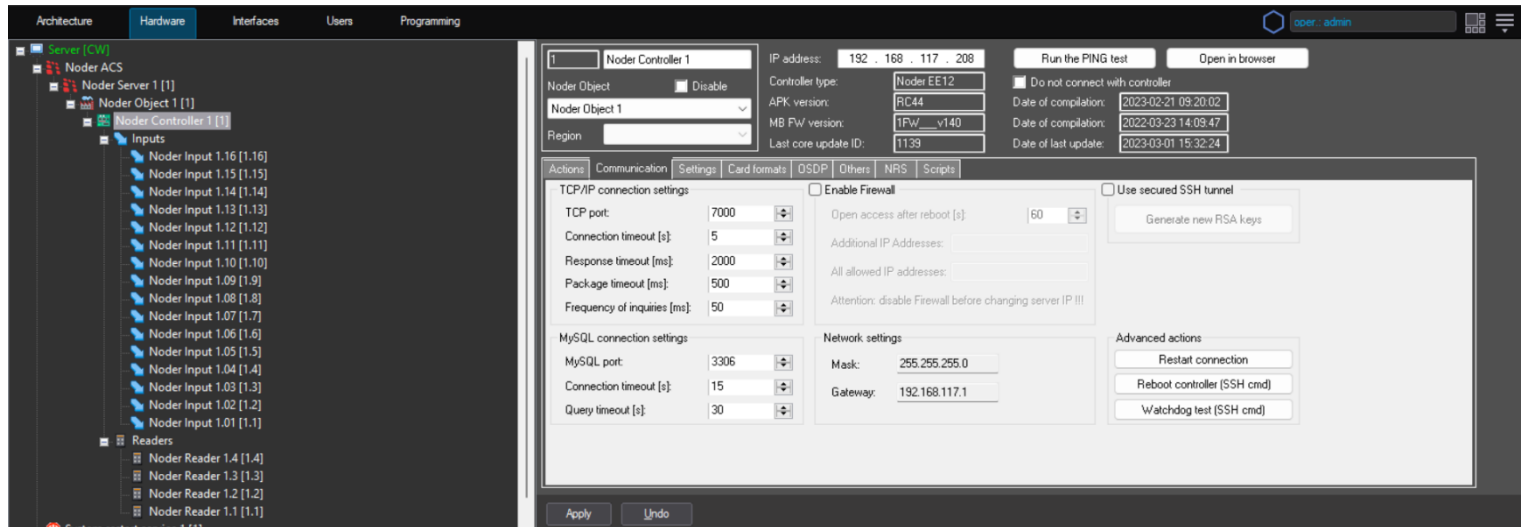 Architecture Hardware Interfaces Users Programming oper.: admin
Server [CW]
Noder ACS
Noder Server 1 [1]
Noder Object 1 [1]
Noder Controller 1 [1]
Inputs
Noder Input 1.16 [1.16]
Noder Input 1.15 [1.15]
Noder Input 1.14 [1.14]
Noder Input 1.13 [1.13]
Noder Input 1.12 [1.12]
Noder Input 1.11 [1.11]
Noder Input 1.10 [1.10]
Noder Input 1.09 [1.9]
Noder Input 1.08 [1.8]
Noder Input 1.07 [1.7]
Noder Input 1.06 [1.6]
Noder Input 1.05 [1.5]
Noder Input 1.04 [1.4]
Noder Input 1.03 [1.3]
Noder Input 1.02 [1.2]
Noder Input 1.01 [1.1]
Readers
Noder Reader 1.4 [1.4]
Noder Reader 1.3 [1.3]
Noder Reader 1.2 [1.2]
Noder Reader 1.1 [1.1]
1 Noder Controller 1
Noder Object Disable
Noder Object 1
Region
IP address: 192 . 168 . 117 . 208 Run the PING test Open in browser
Controller type: Noder EE12 Do not connect with controller
APK version: RC44 Date of compilation: 2023-02-21 09:20:02
MB FW version: 1FW___v140 Date of compilation: 2022-03-23 14:09:47
Last core update ID: 1139 Date of last update: 2023-03-01 15:32:24
Actions Communication Settings Card formats OSDP Others NRS Scripts
TCP/IP connection settings
TCP port: 7000
Connection timeout [s]: 5
Response timeout [ms]: 2000
Package timeout [ms]: 500
Frequency of inquiries [ms]: 50
Enable Firewall
Open access after reboot [s]: 60
Additional IP Addresses:
All allowed IP addresses:
Attention: disable Firewall before changing server IP !!!
Use secured SSH tunnel
Generate new RSA keys
MySQL connection settings
MySQL port: 3306
Connection timeout [s]: 15
Query timeout [s]: 30
Network settings
Mask: 255.255.255.0
Gateway: 192.168.117.1
Advanced actions
Restart connection
Reboot controller (SSH cmd)
Watchdog test (SSH cmd)
Apply Undo